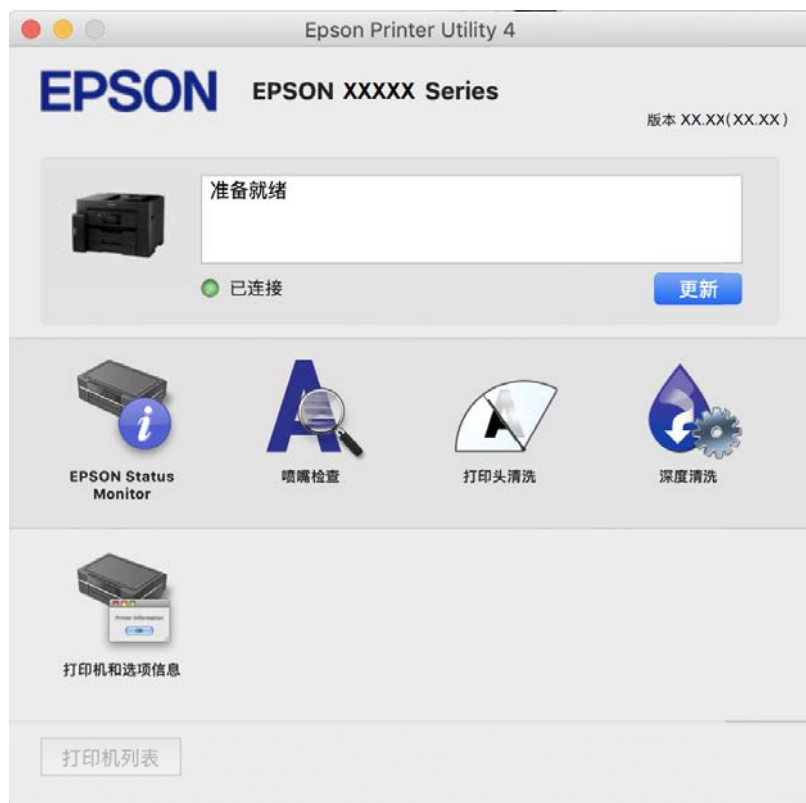 Epson Printer Utility 4
EPSON
EPSON XXXXX Series
版本 XX.XX(XX.XX)
准备就绪
已连接
更新
EPSON Status
Monitor
喷嘴检查
打印头清洗
深度清洗
Printer Information
打印机和选项信息
打印机列表